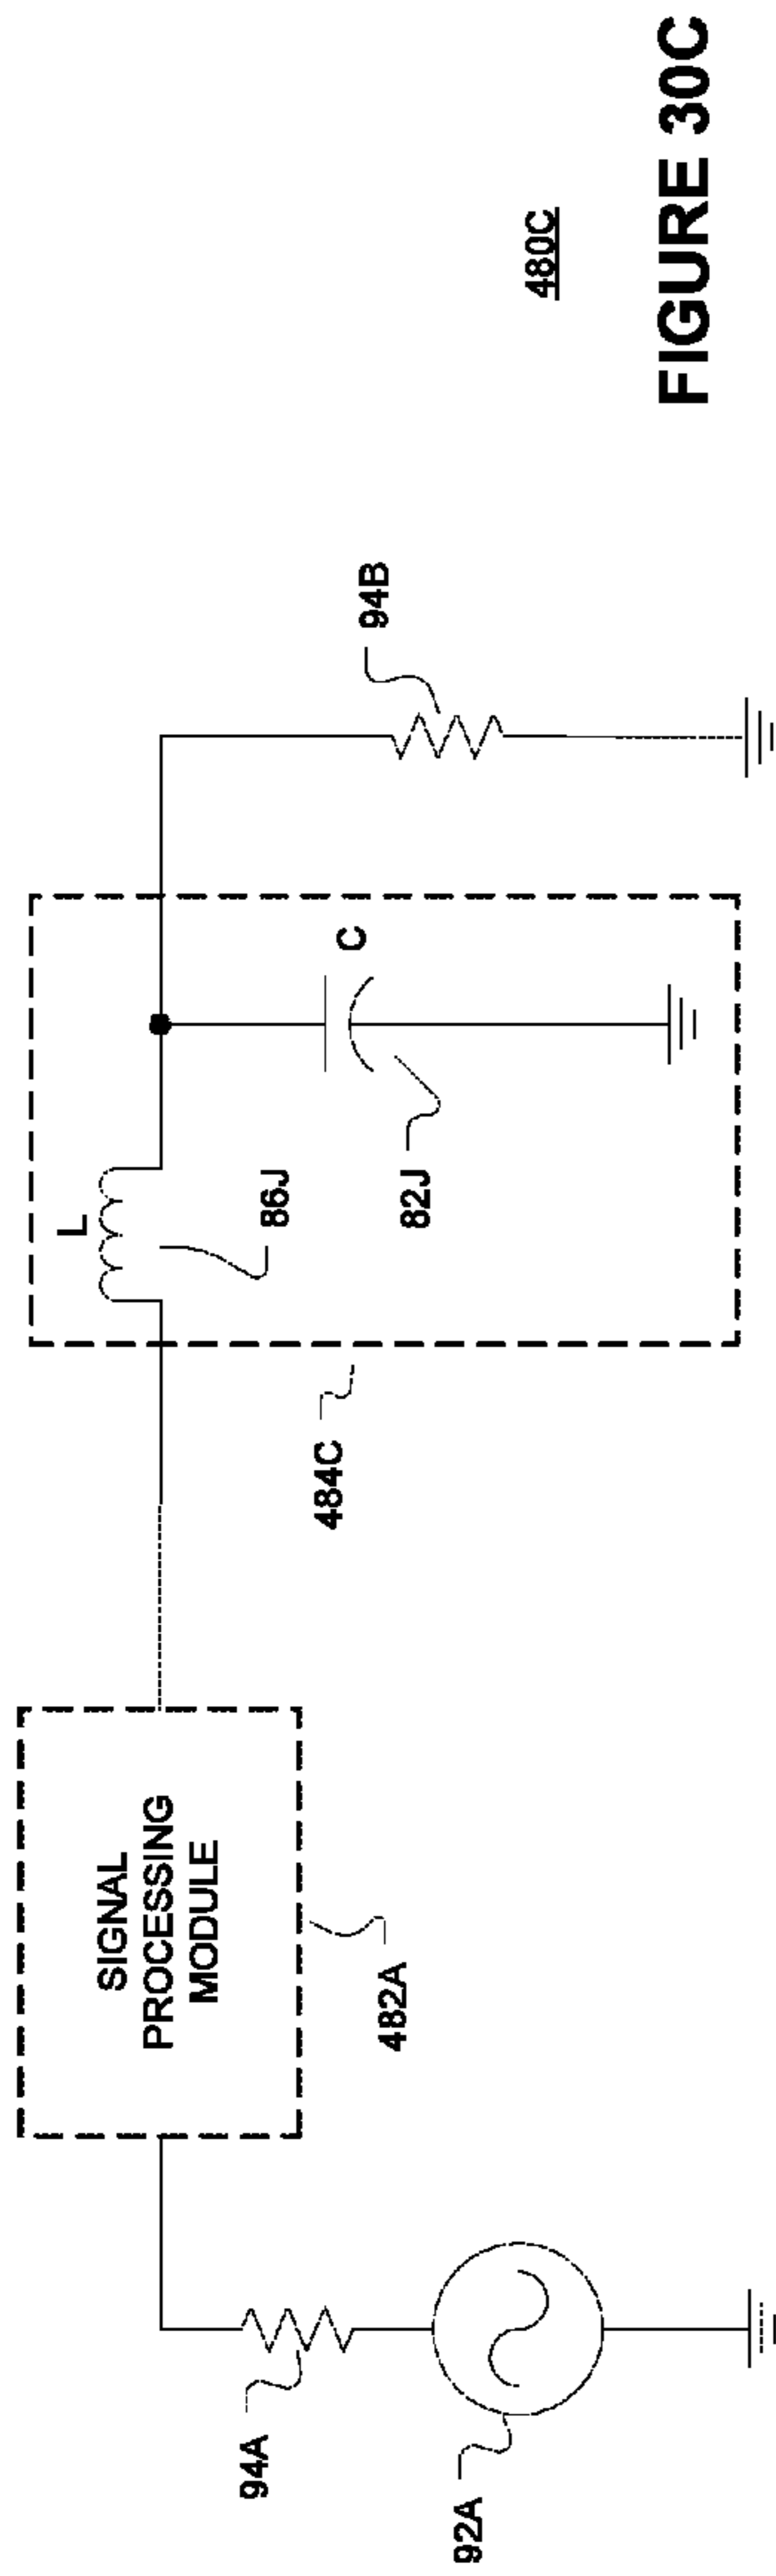 94A
92A
SIGNAL
PROCESSING
MODULE
482A
484C
L
86J
C
82J
94B
480C
FIGURE 30C